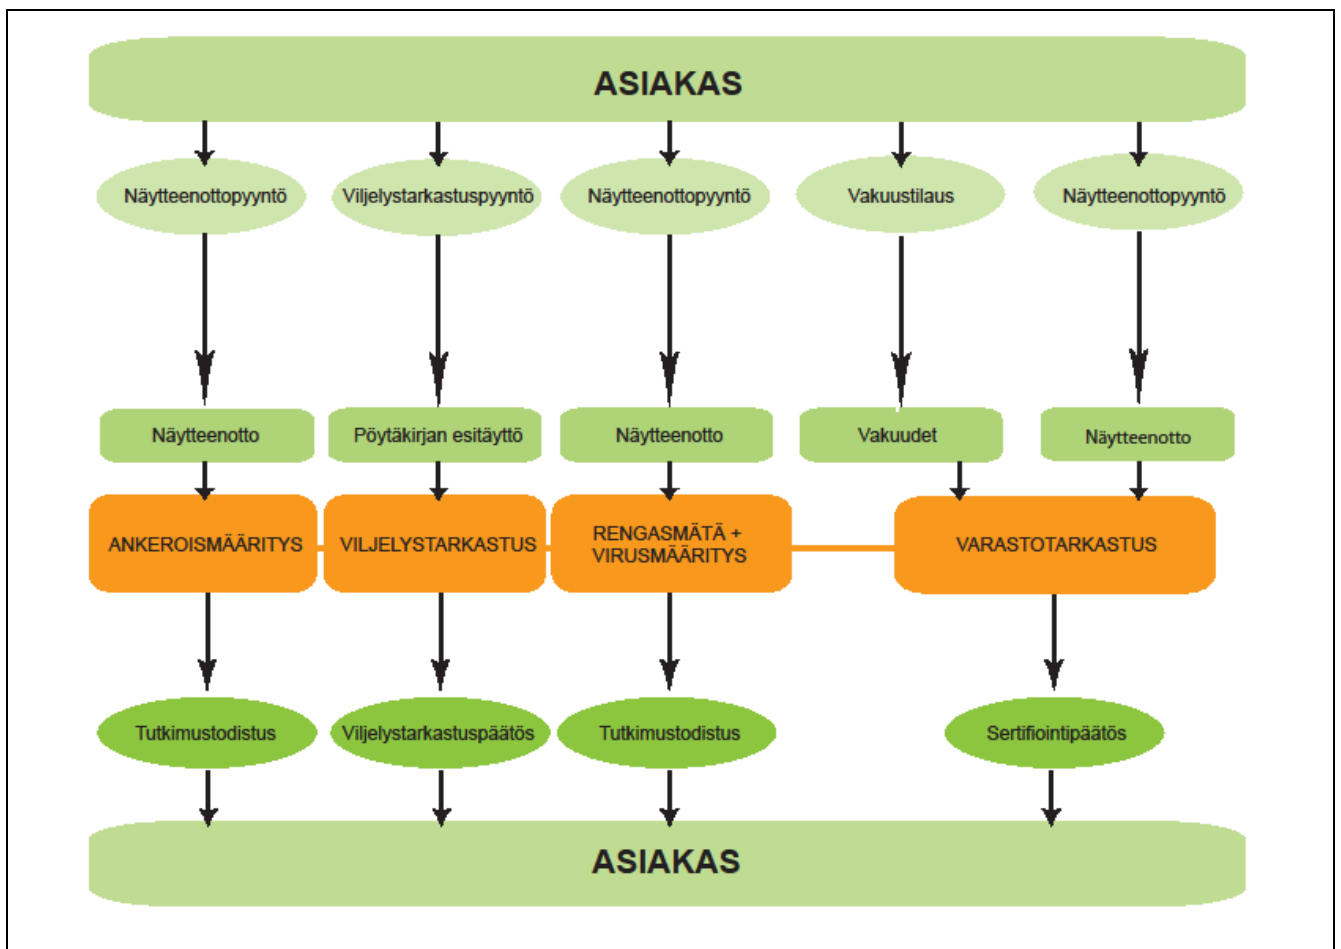 ASIAKAS
Näytteenottopyyntö
Viljelystarkastuspyyntö
Näytteenottopyyntö
Vakuustilaus
Näytteenottopyyntö
Näytteenotto
Pöytäkirjan esitäyttö
Näytteenotto
Vakuudet
Näytteenotto
ANKEROISMÄÄRITYS
VILJELYSTARKASTUS
RENGASMÄTÄ +
VIRUSMÄÄRITYS
VARASTOTARKASTUS
Tutkimustodistus
Viljelystarkastuspäätös
Tutkimustodistus
Sertifiointipäätös
ASIAKAS